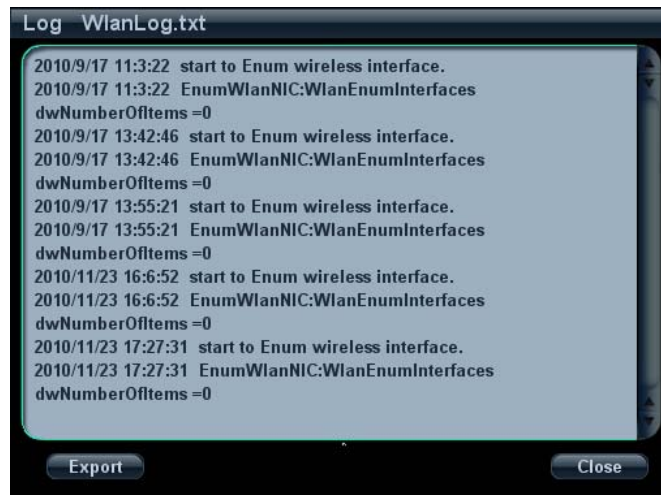 Log WlanLog.txt
2010/9/17 11:3:22 start to Enum wireless interface.
2010/9/17 11:3:22 EnumWlanNIC:WlanEnumInterfaces
dwNumberOfItems =0
2010/9/17 13:42:46 start to Enum wireless interface.
2010/9/17 13:42:46 EnumWlanNIC:WlanEnumInterfaces
dwNumberOfItems =0
2010/9/17 13:55:21 start to Enum wireless interface.
2010/9/17 13:55:21 EnumWlanNIC:WlanEnumInterfaces
dwNumberOfItems =0
2010/11/23 16:6:52 start to Enum wireless interface.
2010/11/23 16:6:52 EnumWlanNIC:WlanEnumInterfaces
dwNumberOfItems =0
2010/11/23 17:27:31 start to Enum wireless interface.
2010/11/23 17:27:31 EnumWlanNIC:WlanEnumInterfaces
dwNumberOfItems =0
Export Close